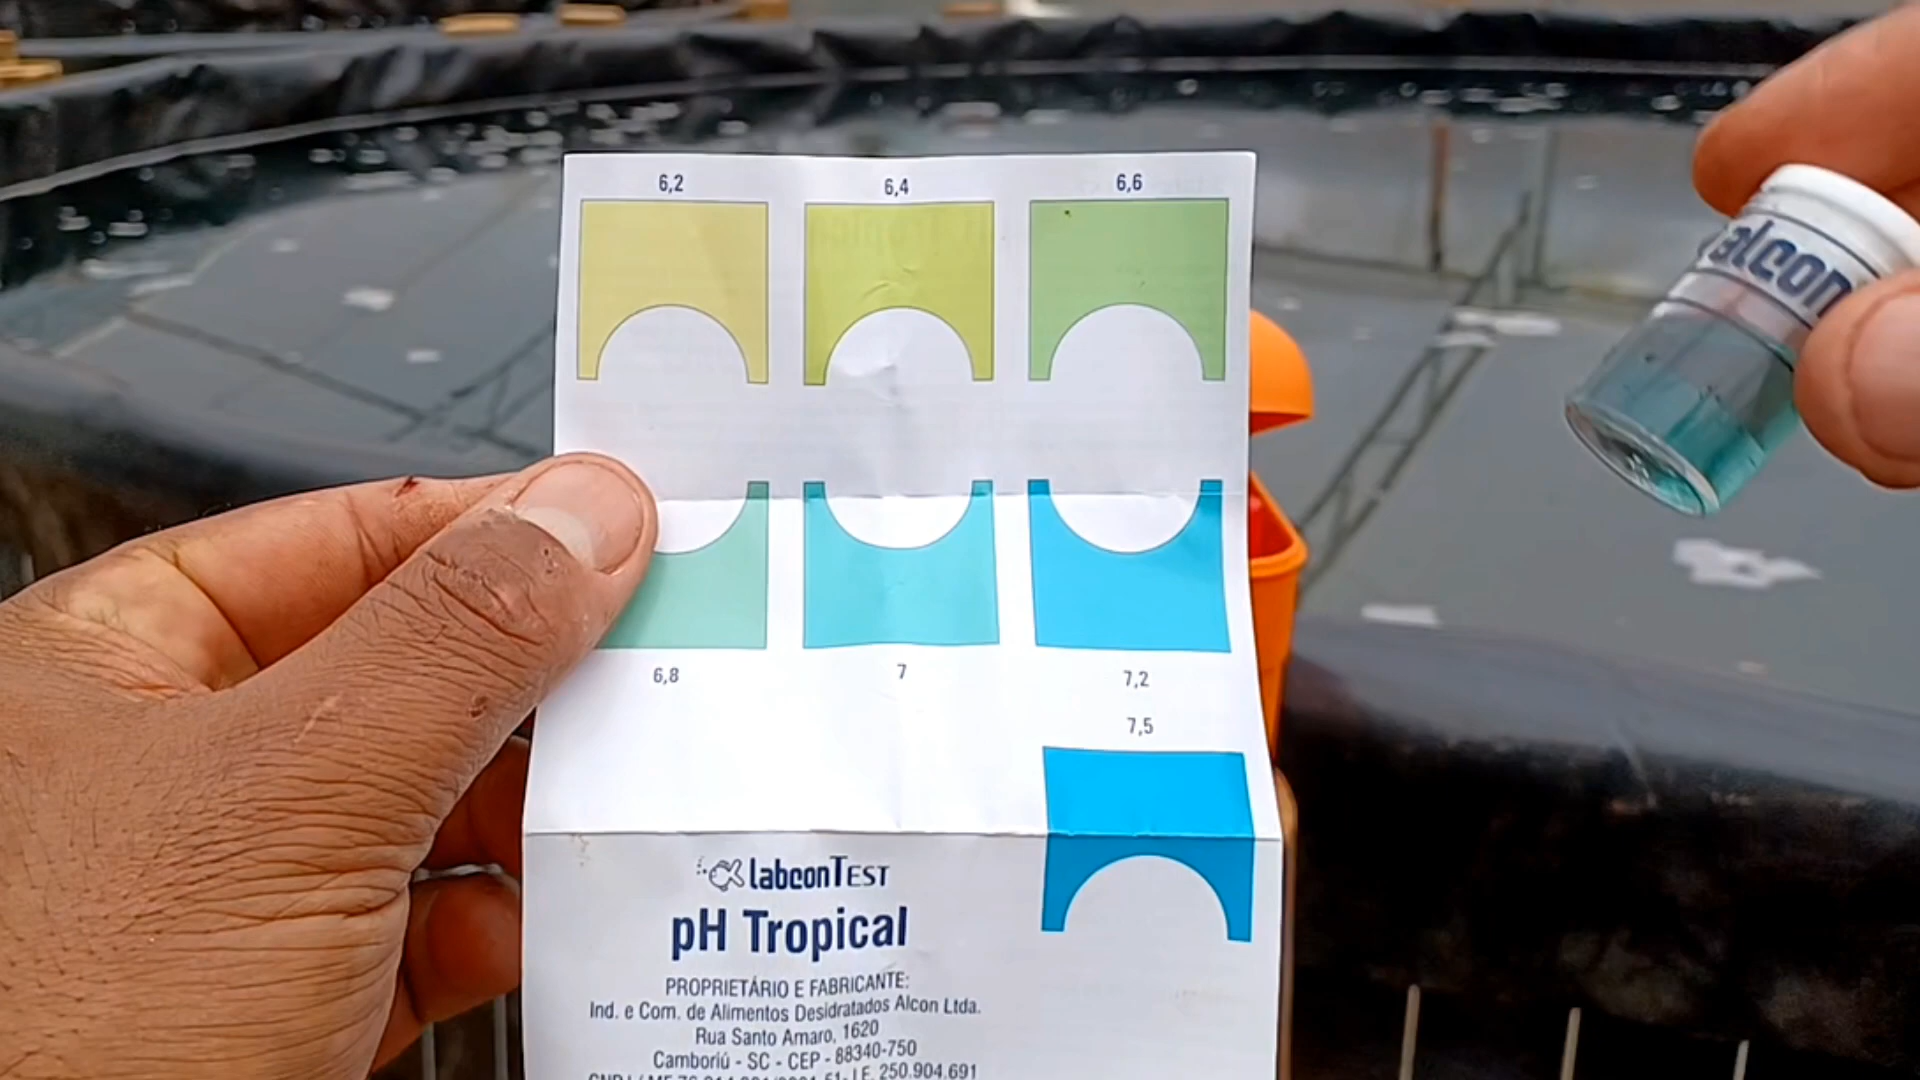 6,2 6,4 6,6
alcon
6,8 7 7,2
7,5
labconTEST
pH Tropical
PROPRIETÁRIO E FABRICANTE:
Ind. e Com. de Alimentos Desidratados Alcon Ltda.
Rua Santo Amaro, 1620
Camboriú - SC - CEP - 88340-750
I.E. 250.904.691